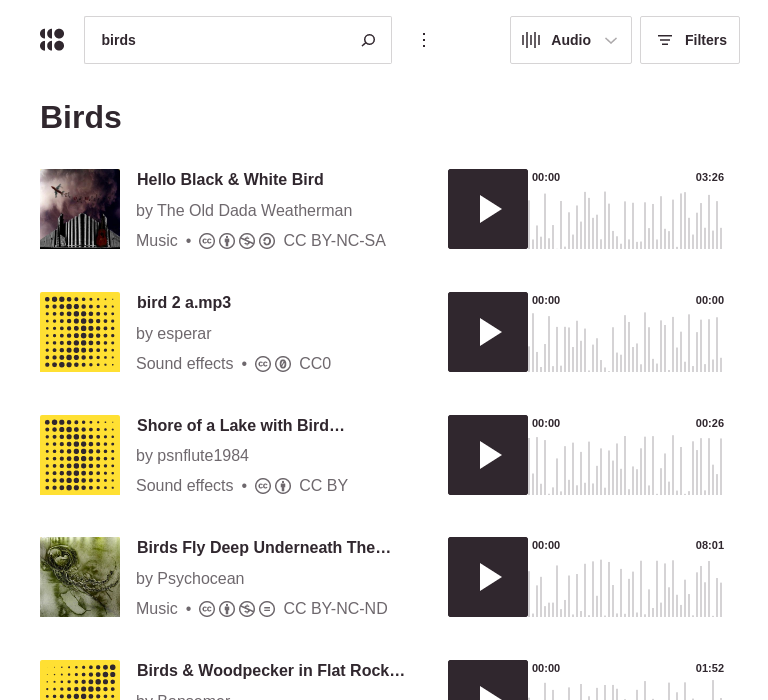 birds
Audio
Filters
Birds
Hello Black & White Bird
by The Old Dada Weatherman
Music • CC BY-NC-SA
00:00 03:26
bird 2 a.mp3
by esperar
Sound effects • CC0
00:00 00:00
Shore of a Lake with Bird…
by psnflute1984
Sound effects • CC BY
00:00 00:26
Birds Fly Deep Underneath The…
by Psychocean
Music • CC BY-NC-ND
00:00 08:01
Birds & Woodpecker in Flat Rock…
00:00 01:52